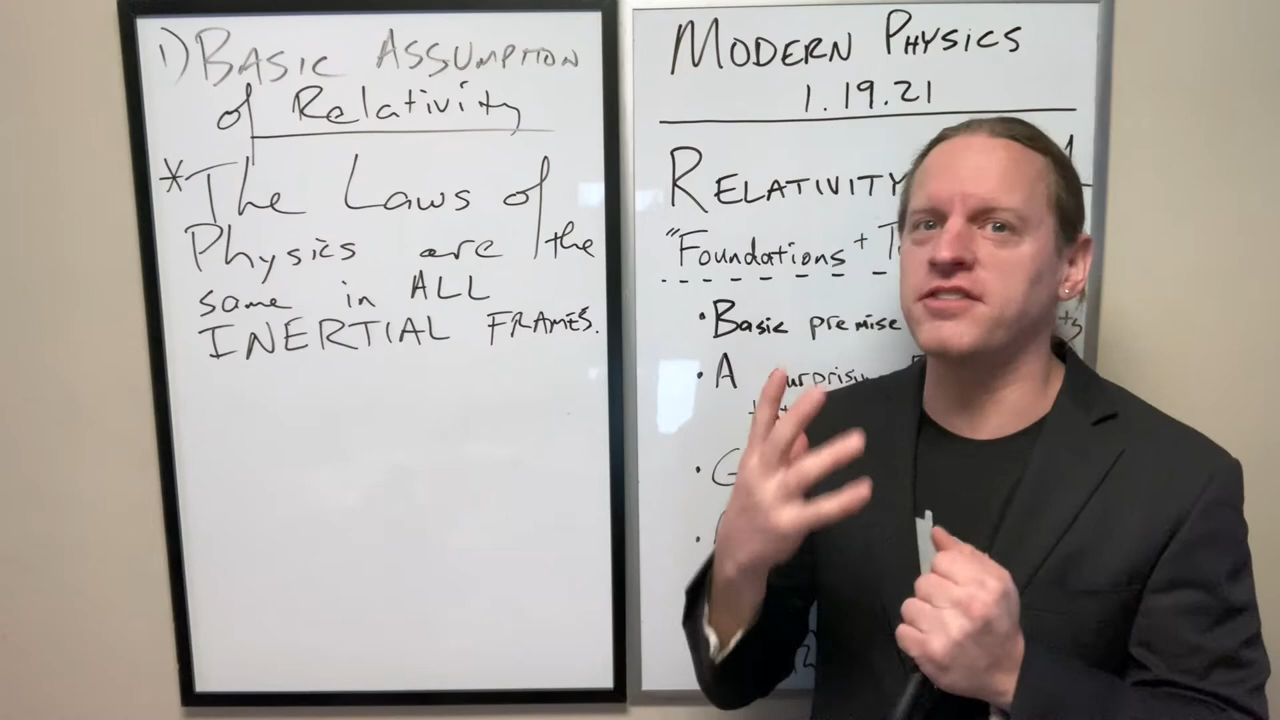 1) BASIC ASSUMPTION
of Relativity
* The Laws of
Physics are the
same in ALL
INERTIAL FRAMES.
MODERN PHYSICS
1.19.21
RELATIVITY
"Foundations +
• Basic premise
• A